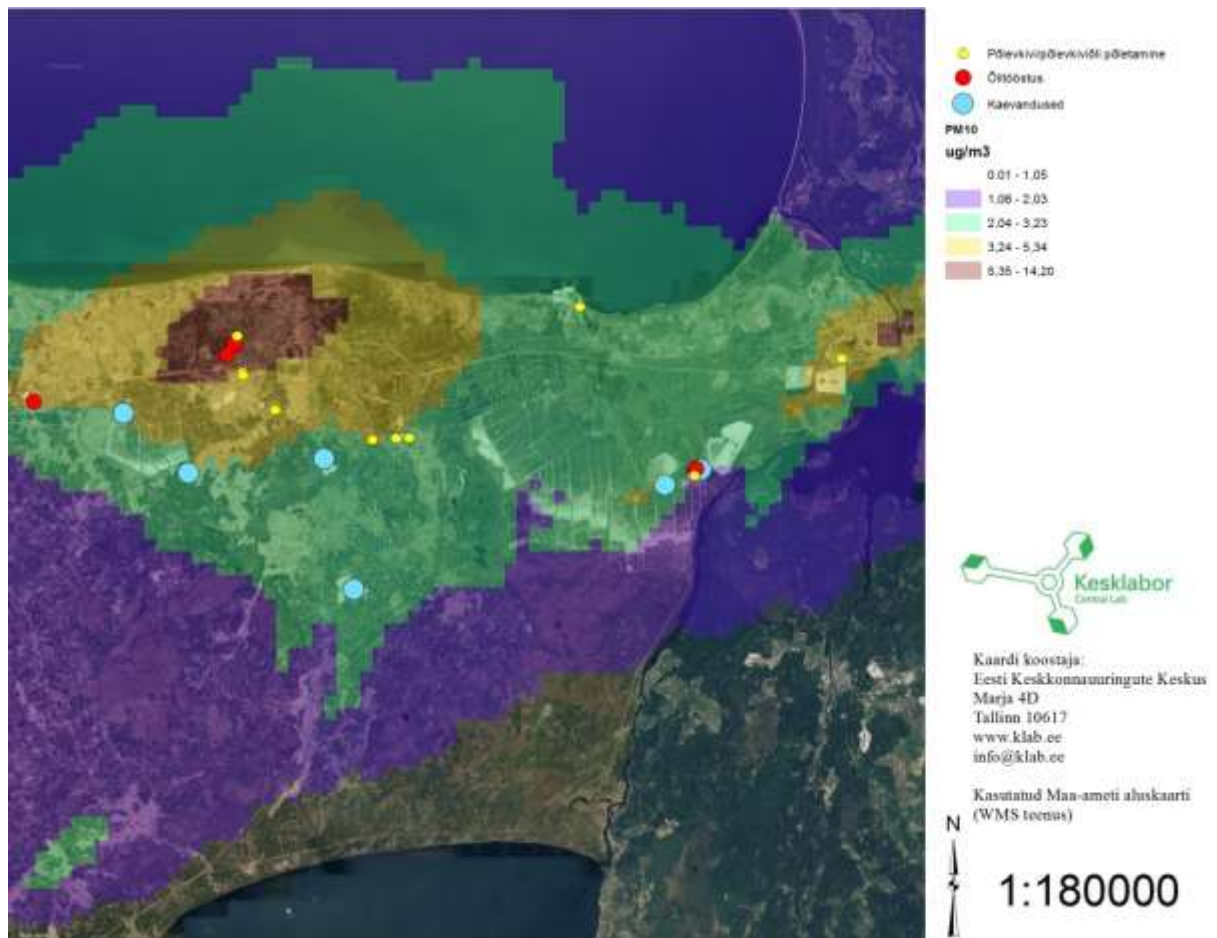 Põlevkivi/põlevkiviõli põletamine
Õlitööstus
Kaevandused
PM10
ug/m3
0,01 - 1,05
1,06 - 2,03
2,04 - 3,23
3,24 - 5,34
5,35 - 14,20
Kesklabor
Central Lab
Kaardi koostaja:
Eesti Keskkonnauuringute Keskus
Marja 4D
Tallinn 10617
www.klab.ee
info@klab.ee
Kasutatud Maa-ameti aluskaarti
(WMS teenus)
N
1:180000